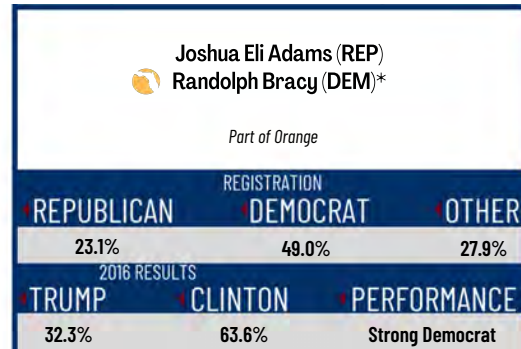 Joshua Eli Adams (REP)
Randolph Bracy (DEM)*
Part of Orange
REGISTRATION
REPUBLICAN DEMOCRAT OTHER
23.1% 49.0% 27.9%
2016 RESULTS
TRUMP CLINTON PERFORMANCE
32.3% 63.6% Strong Democrat